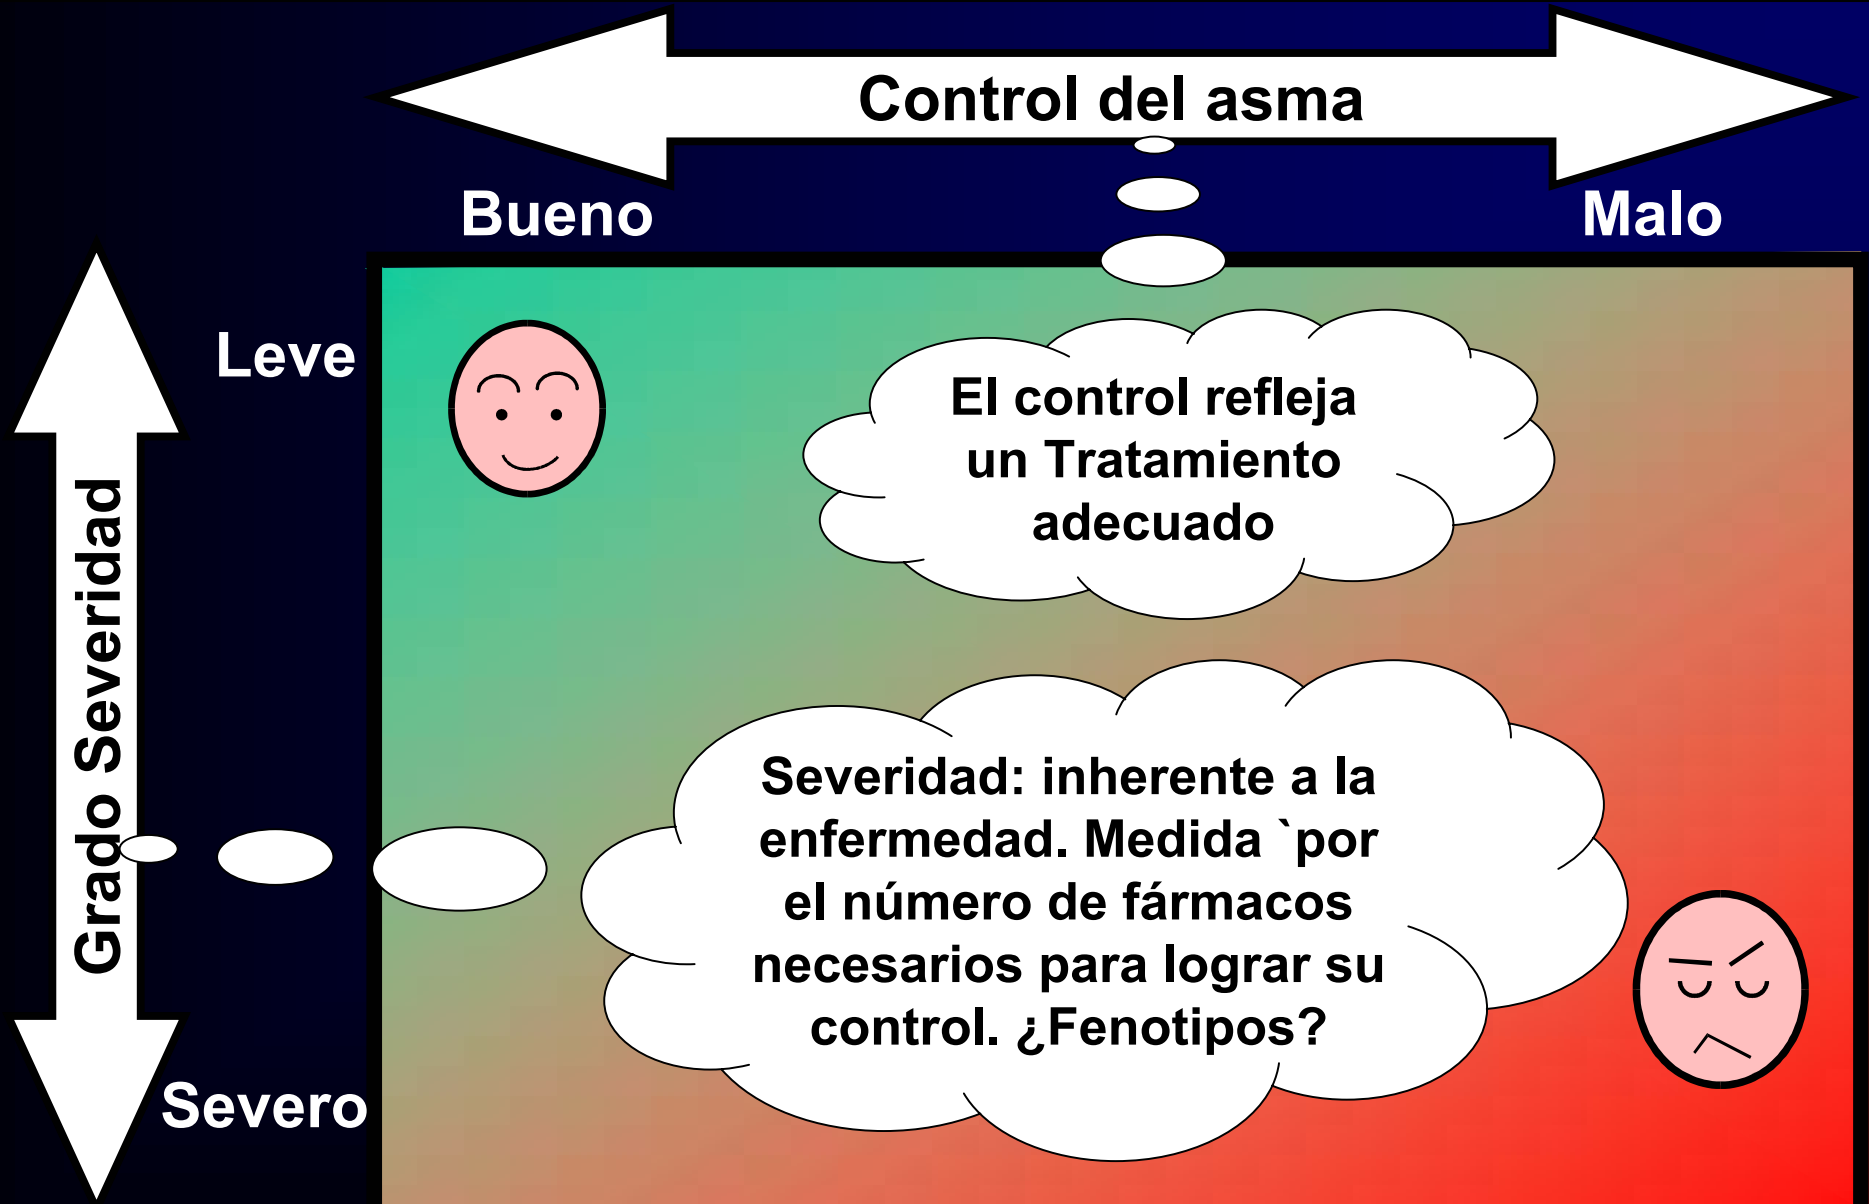 Control del asma
Bueno
Malo
Leve
El control refleja
un Tratamiento
adecuado
Grado Severidad
Severidad: inherente a la
enfermedad. Medida `por
el número de fármacos
necesarios para lograr su
control. ¿Fenotipos?
Severo